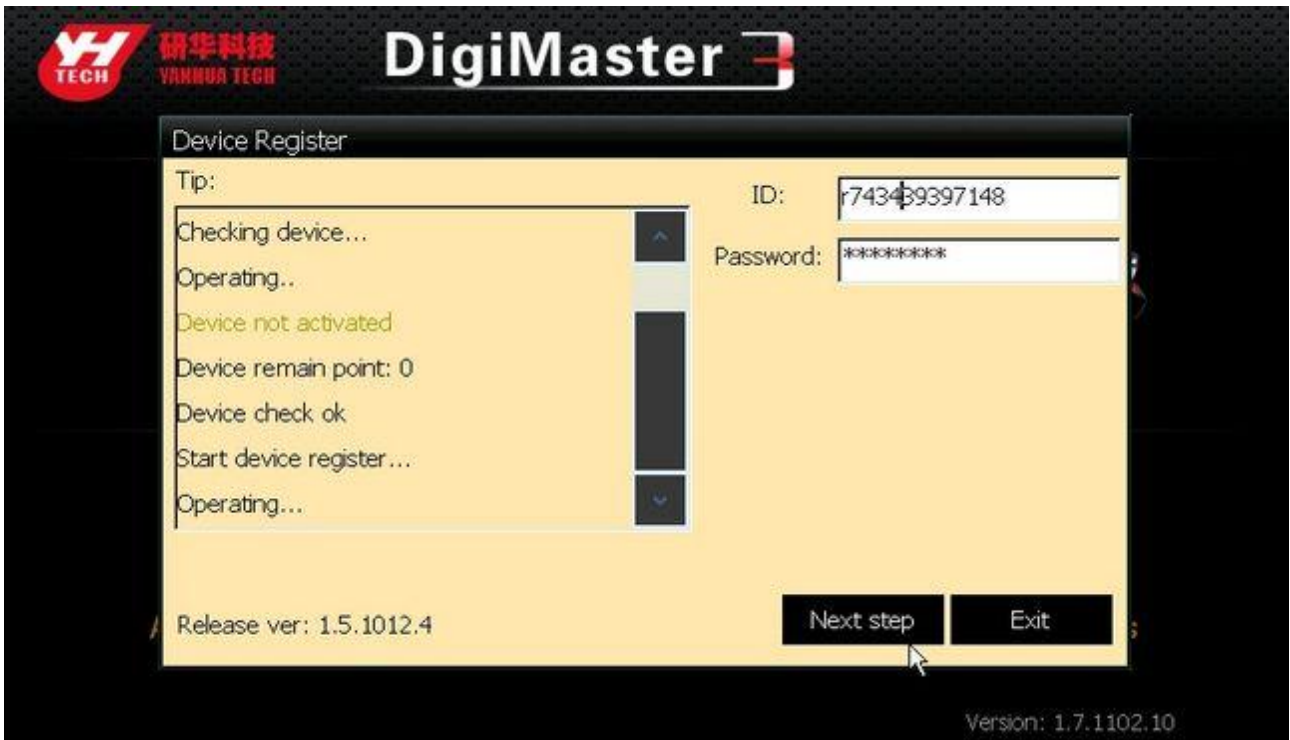 YH
TECH
研华科技
YANHUA TECH
DigiMaster 3
Device Register
Tip:
Checking device...
Operating..
Device not activated
Device remain point: 0
Device check ok
Start device register...
Operating...
ID:
r743439397148
Password:
********
Release ver: 1.5.1012.4
Next step
Exit
Version: 1.7.1102.10